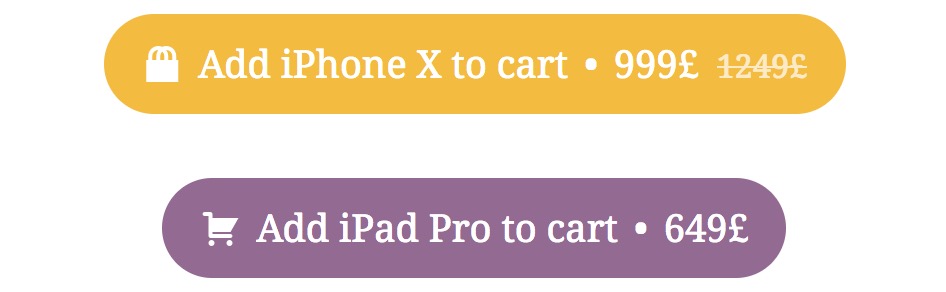 Add iPhone X to cart • 999£ 1249£
Add iPad Pro to cart • 649£